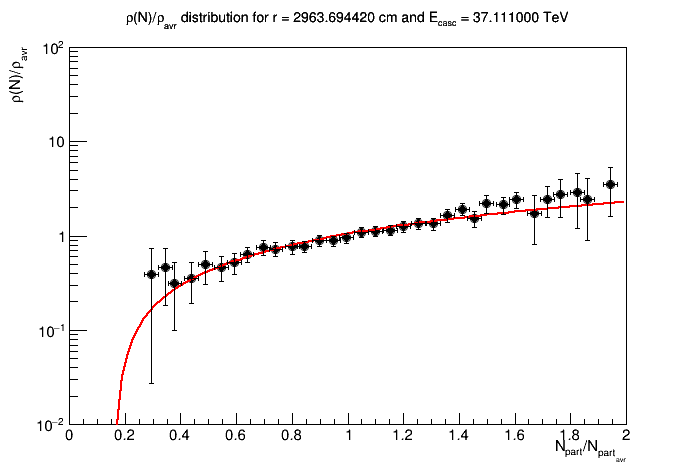 ρ(N)/ρavr distribution for r = 2963.694420 cm and Ecasc = 37.111000 TeV
ρ(N)/ρavr
10²
10
1
10⁻¹
10⁻²
0 0.2 0.4 0.6 0.8 1 1.2 1.4 1.6 1.8 2
Npart/Npartavr